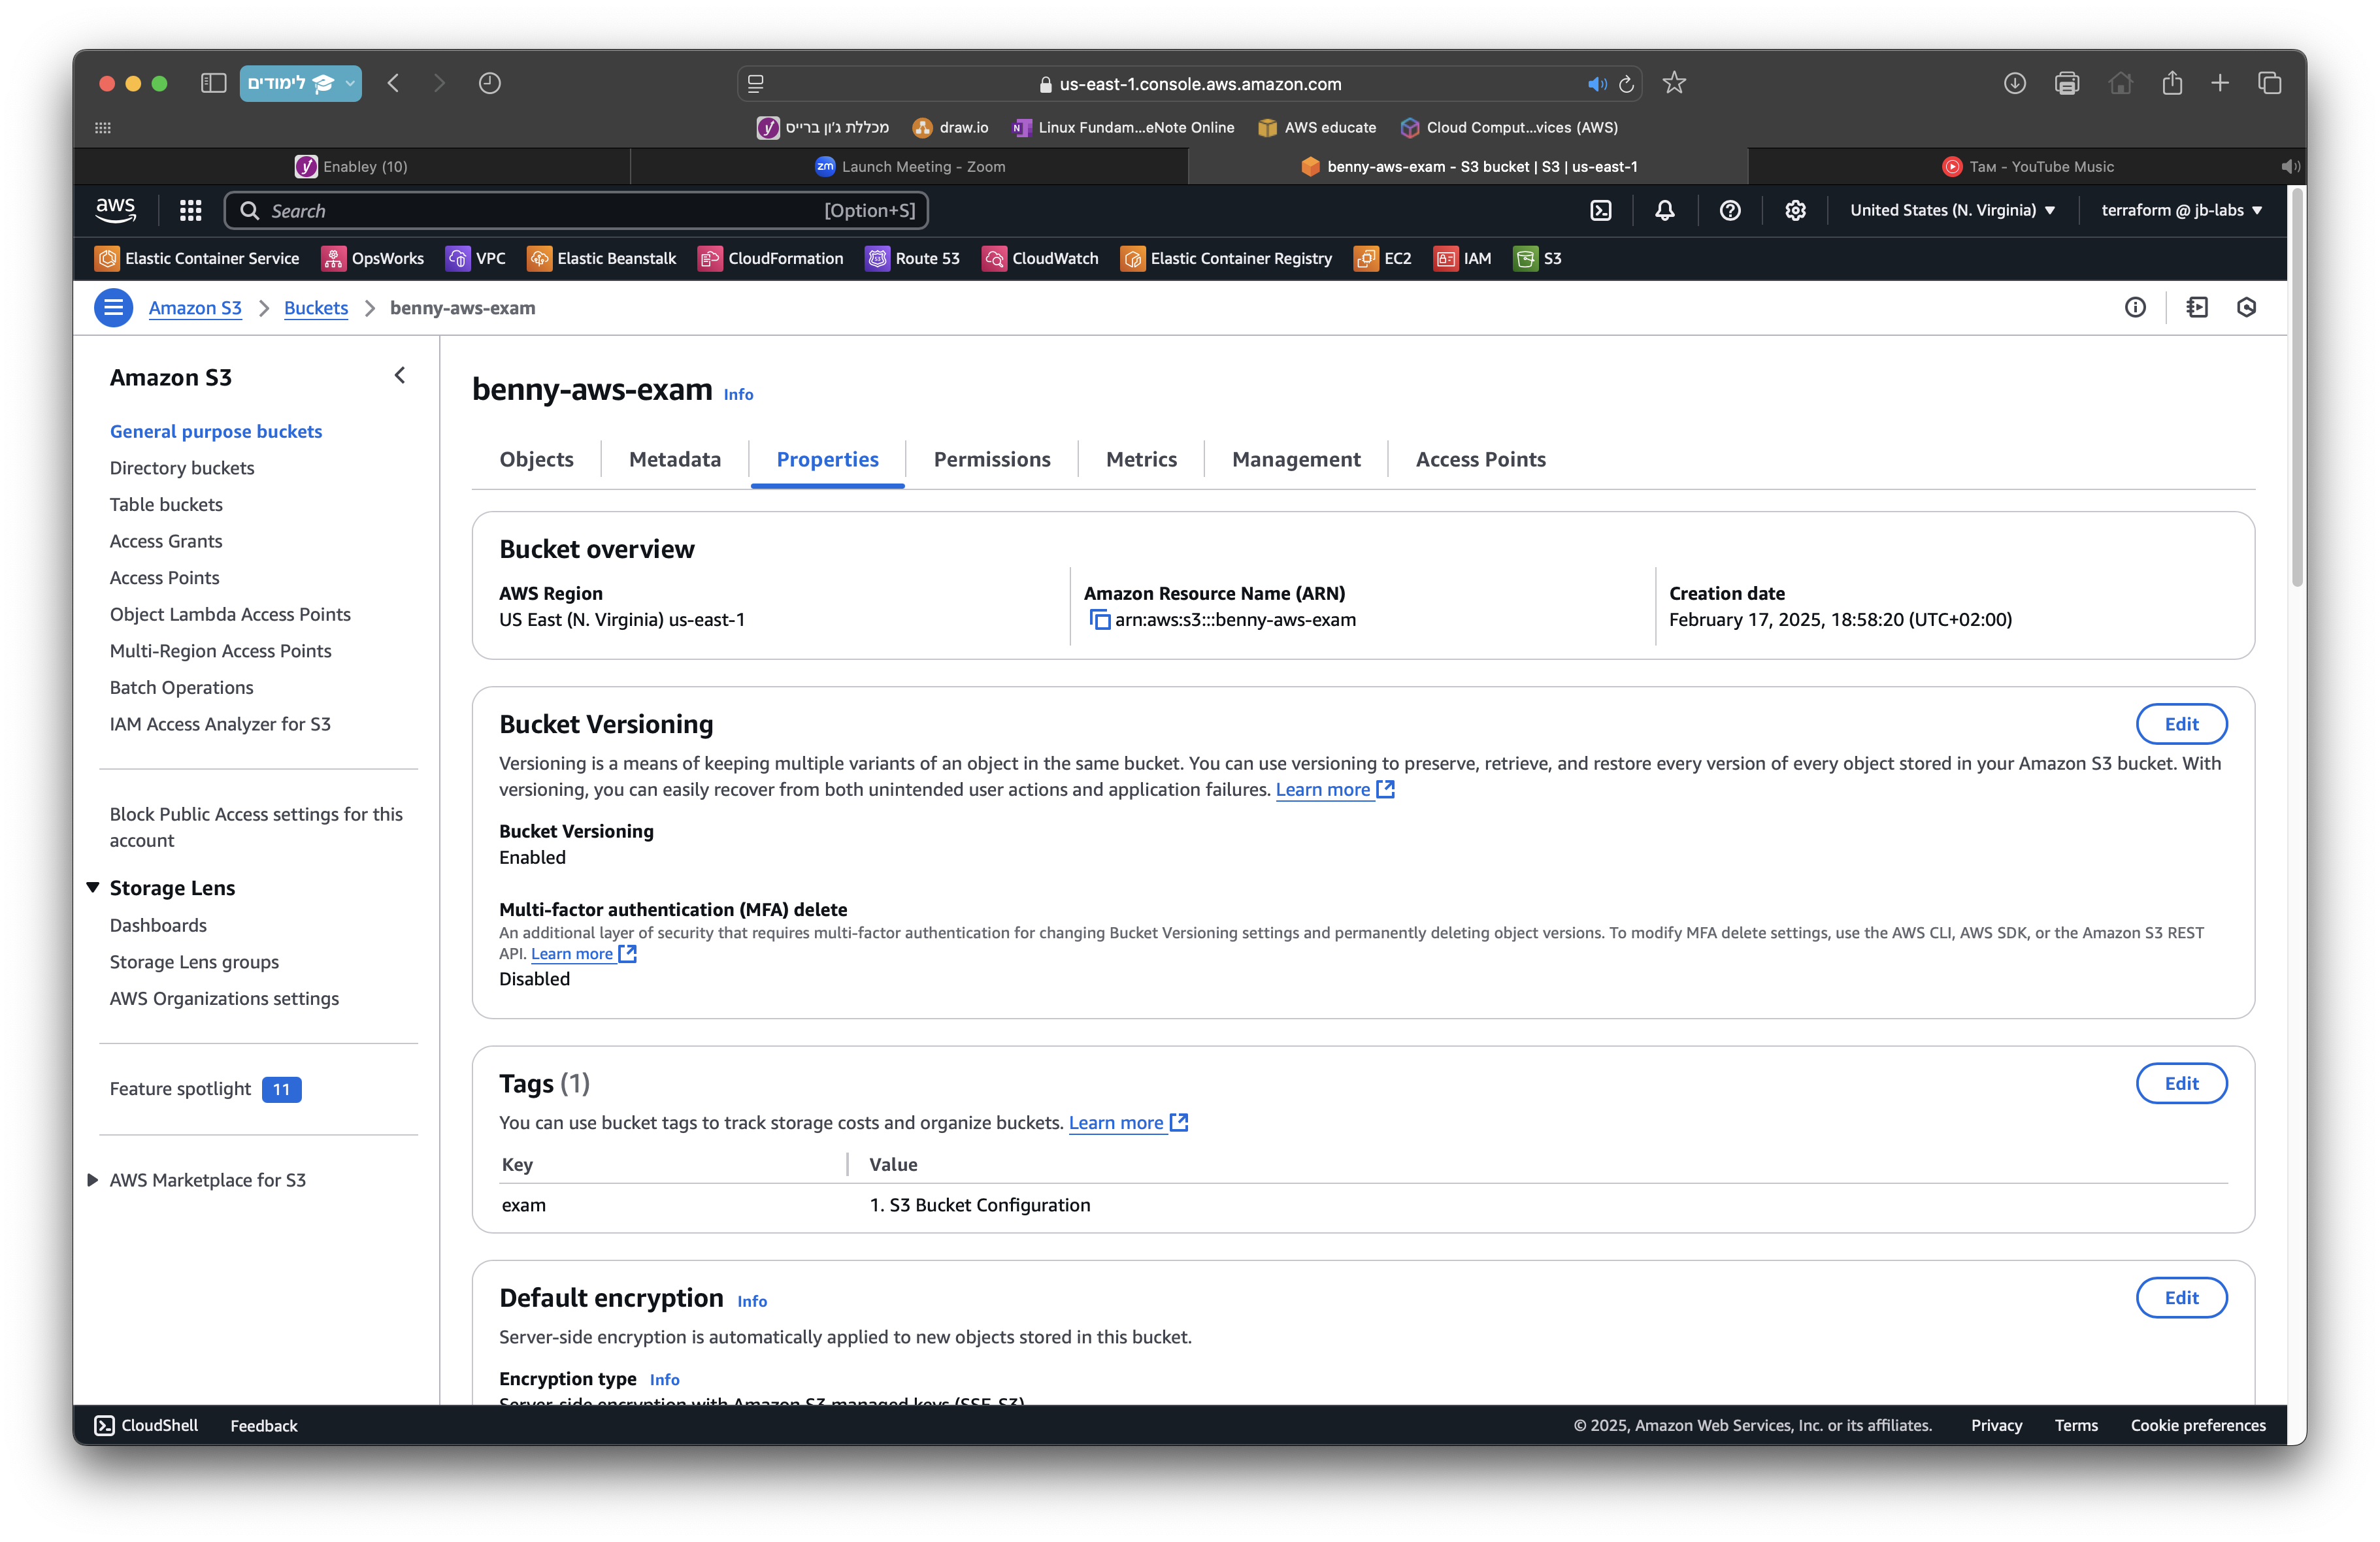 לימודים
us-east-1.console.aws.amazon.com
מכללת ג'ון ברייס
draw.io
Linux Fundam...eNote Online
AWS educate
Cloud Comput...vices (AWS)
Enabley (10)
zm Launch Meeting - Zoom
benny-aws-exam - S3 bucket | S3 | us-east-1
Там - YouTube Music
aws
Search [Option+S]
United States (N. Virginia)
terraform @ jb-labs
Elastic Container Service
OpsWorks
VPC
Elastic Beanstalk
CloudFormation
Route 53
CloudWatch
Elastic Container Registry
EC2
IAM
S3
Amazon S3 > Buckets > benny-aws-exam
Amazon S3
General purpose buckets
Directory buckets
Table buckets
Access Grants
Access Points
Object Lambda Access Points
Multi-Region Access Points
Batch Operations
IAM Access Analyzer for S3
Block Public Access settings for this
account
Storage Lens
Dashboards
Storage Lens groups
AWS Organizations settings
Feature spotlight 11
AWS Marketplace for S3
benny-aws-exam Info
Objects
Metadata
Properties
Permissions
Metrics
Management
Access Points
Bucket overview
AWS Region
US East (N. Virginia) us-east-1
Amazon Resource Name (ARN)
arn:aws:s3:::benny-aws-exam
Creation date
February 17, 2025, 18:58:20 (UTC+02:00)
Bucket Versioning
Edit
Versioning is a means of keeping multiple variants of an object in the same bucket. You can use versioning to preserve, retrieve, and restore every version of every object stored in your Amazon S3 bucket. With
versioning, you can easily recover from both unintended user actions and application failures. Learn more
Bucket Versioning
Enabled
Multi-factor authentication (MFA) delete
An additional layer of security that requires multi-factor authentication for changing Bucket Versioning settings and permanently deleting object versions. To modify MFA delete settings, use the AWS CLI, AWS SDK, or the Amazon S3 REST
API. Learn more
Disabled
Tags (1)
Edit
You can use bucket tags to track storage costs and organize buckets. Learn more
Key Value
exam 1. S3 Bucket Configuration
Default encryption Info
Edit
Server-side encryption is automatically applied to new objects stored in this bucket.
Encryption type Info
Server-side encryption with Amazon S3 managed keys (SSE-S3)
CloudShell
Feedback
© 2025, Amazon Web Services, Inc. or its affiliates.
Privacy
Terms
Cookie preferences